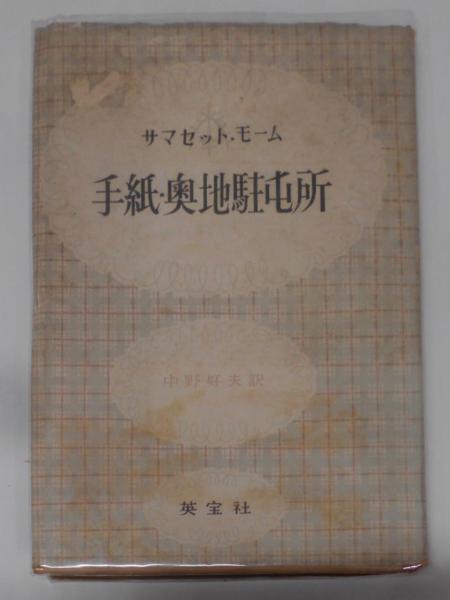 サマセット・モーム
手紙・奥地駐屯所
中野好夫訳
英宝社